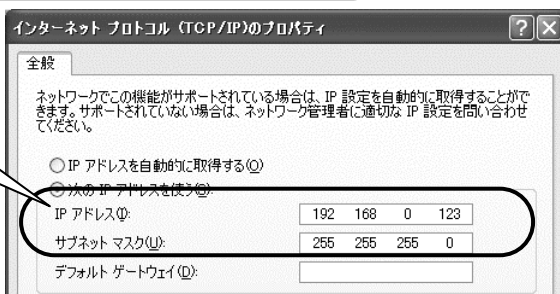 インターネット プロトコル (TCP/IP)のプロパティ
全般
ネットワークでこの機能がサポートされている場合は、IP 設定を自動的に取得することがで
きます。サポートされていない場合は、ネットワーク管理者に適切な IP 設定を問い合わせ
てください。
IP アドレスを自動的に取得する(O)
次の IP アドレスを使う(S):
IP アドレス(I): 192 168 0 123
サブネット マスク(U): 255 255 255 0
デフォルト ゲートウェイ(D):